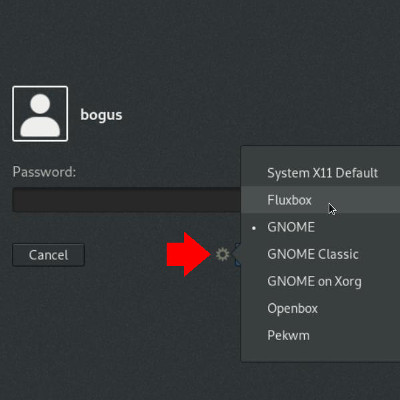 bogus
Password:
System X11 Default
Fluxbox
GNOME
Cancel
GNOME Classic
GNOME on Xorg
Openbox
Pekwm